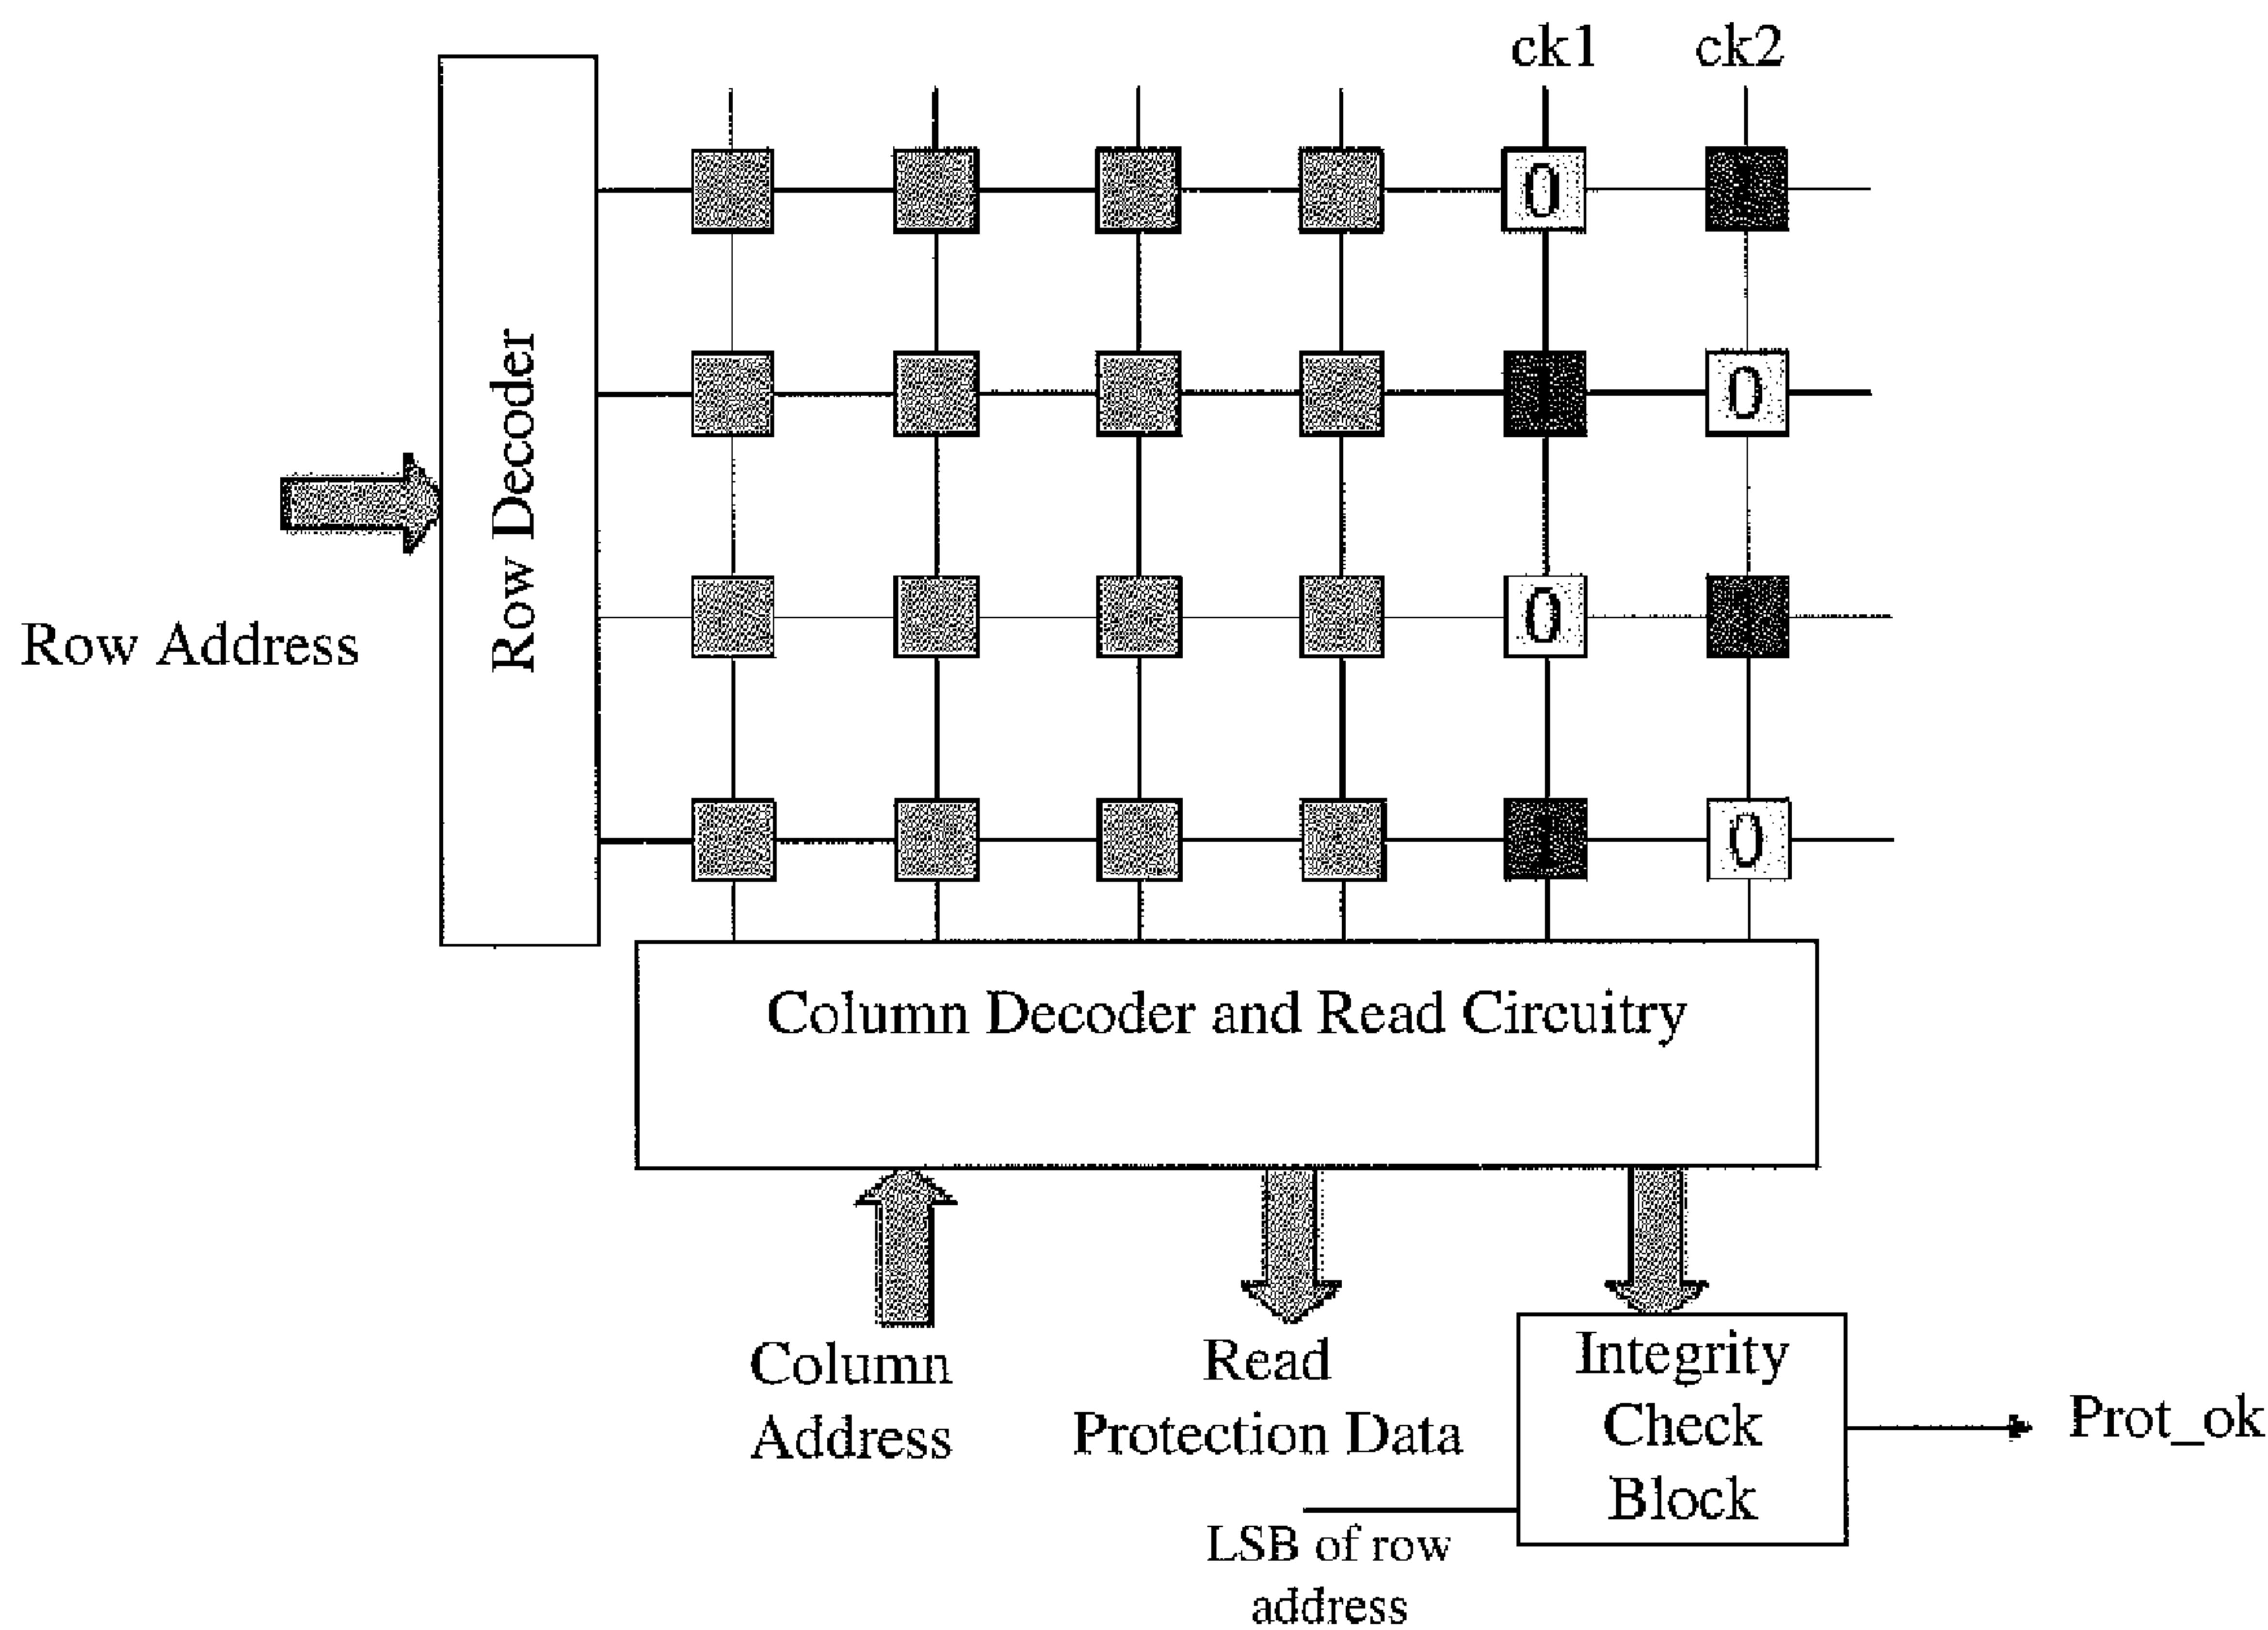 ck1 ck2
0
0
Row Decoder
Row Address
0
0
Column Decoder and Read Circuitry
Column
Address
Read
Protection Data
Integrity
Check
Block
Prot_ok
LSB of row
address